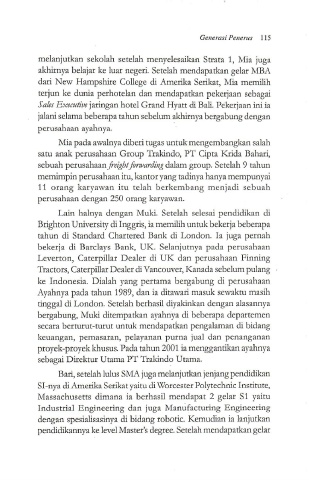 Generasi Penerus 115
melanjutkan sekolah setelah menyelesaikan Strata 1, Mia juga
akhirnya belajar ke luar negeri. Setelah mendapatkan gelar MBA
dari New Hampshire College di Amerika Serikat, Mia memilih
terjun ke dunia perhotelan dan mendapatkan pekerjaan sebagai
Sales Executive jaringan hotel Grand Hyatt di Bali. Pekerjaan ini ia
jalani selama beberapa tahun sebelum akhirnya bergabung dengan
perusahaan ayahnya.
Mia pada awalnya diberi tugas untuk mengembangkan salah
satu anak perusahaan Group Trakindo, PT Cipta Krida Bahari,
sebuah perusahaan freight forwarding dalam group. Setelah 9 tahun
memimpin perusahaan itu, kantor yang tadinya hanya mempunyai
11 orang karyawan itu telah berkembang menjadi sebuah
perusahaan dengan 250 orang karyawan.
Lain halnya dengan Muki. Setelah selesai pendidikan di
Brighton University di Inggris, ia memilih untuk bekerja beberapa
tahun di Standard Chartered Bank di London. Ia juga pernah
bekerja di Barclays Bank, UK. Selanjutnya pada perusahaan
Leverton, Caterpillar Dealer di UK dan perusahaan Finning
Tractors, Caterpillar Dealer di Vancouver, Kanada sebelum pulang
ke Indonesia. Dialah yang pertama bergabung di perusahaan
Ayahnya pada tahun 1989, dan ia ditawari masuk sewaktu masih
tinggal di London. Setelah berhasil diyakinkan dengan alasannya
bergabung, Muki ditempatkan ayahnya di beberapa departemen
secara berturut-turut untuk mendapatkan pengalaman di bidang
keuangan, pemasaran, pelayanan purna jual dan penanganan
proyek-proyek khusus. Pada tahun 2001 ia menggantikan ayahnya
sebagai Direktur Utama PT Trakindo Utama.
Bari, setelah lulus SMA juga melanjutkan jenjang pendidikan
S1-nya di Amerika Serikat yaitu di Worcester Polytechnic Institute,
Massachusetts dimana ia berhasil mendapat 2 gelar S1 yaitu
Industrial Engineering dan juga Manufacturing Engineering
dengan spesialisasinya di bidang robotic. Kemudian ia lanjutkan
pendidikannya ke level Master's degree. Setelah mendapatkan gelar